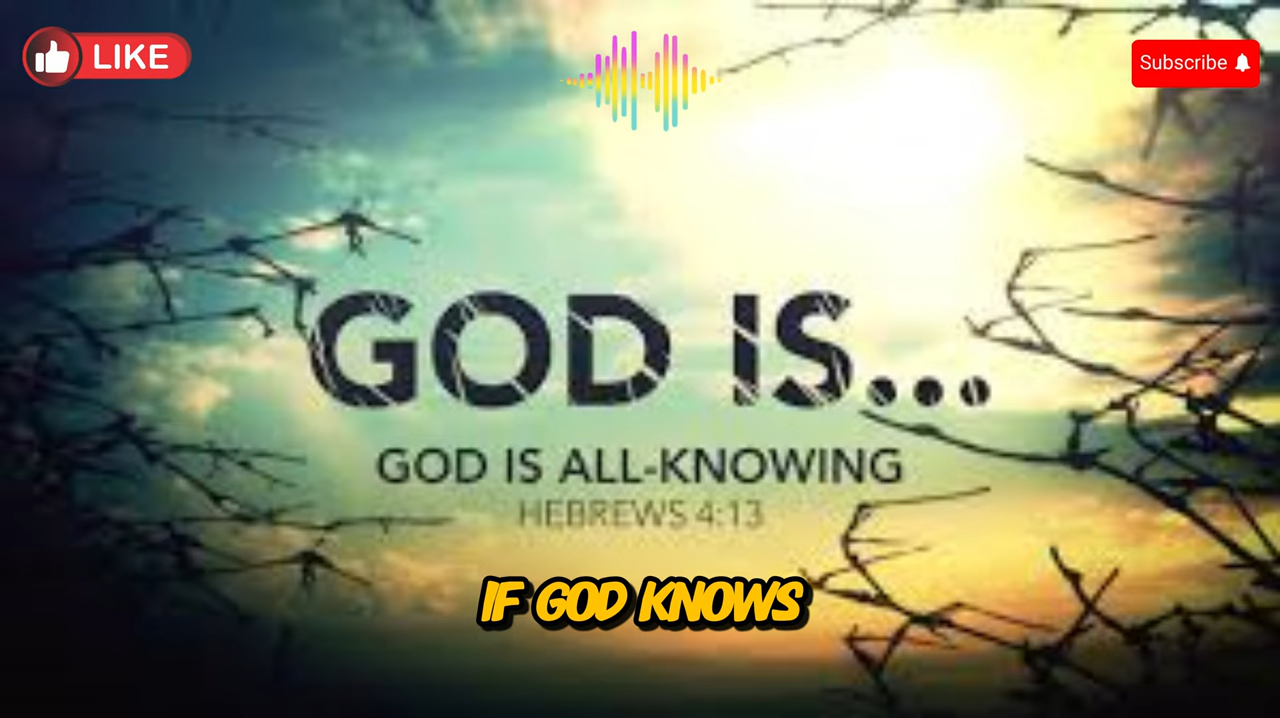 LIKE
Subscribe
GOD IS...
GOD IS ALL-KNOWING
HEBREWS 4:13
IF GOD KNOWS